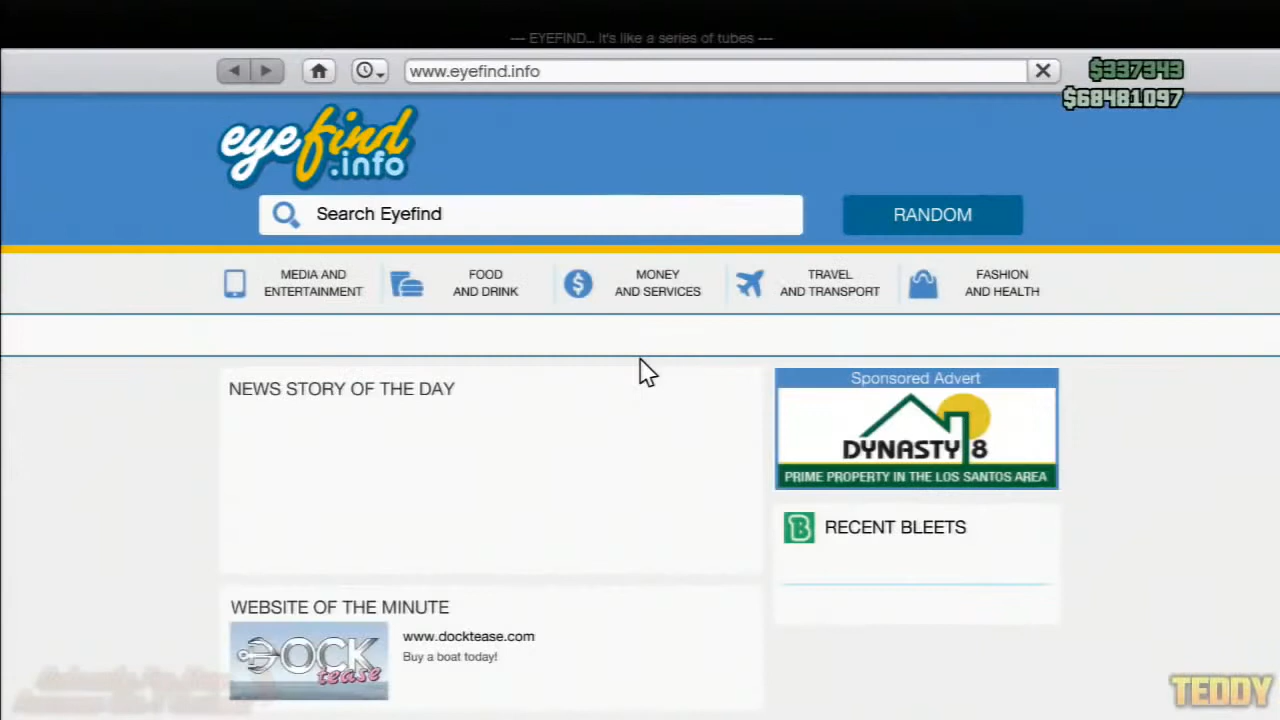 --- EYEFIND... It's like a series of tubes ---
www.eyefind.info
$337343
$68481097
eyefind
.info
Search Eyefind
RANDOM
MEDIA AND
ENTERTAINMENT
FOOD
AND DRINK
MONEY
AND SERVICES
TRAVEL
AND TRANSPORT
FASHION
AND HEALTH
NEWS STORY OF THE DAY
Sponsored Advert
DYNASTY 8
PRIME PROPERTY IN THE LOS SANTOS AREA
RECENT BLEETS
WEBSITE OF THE MINUTE
DOCK
tease
www.docktease.com
Buy a boat today!
TEDDY